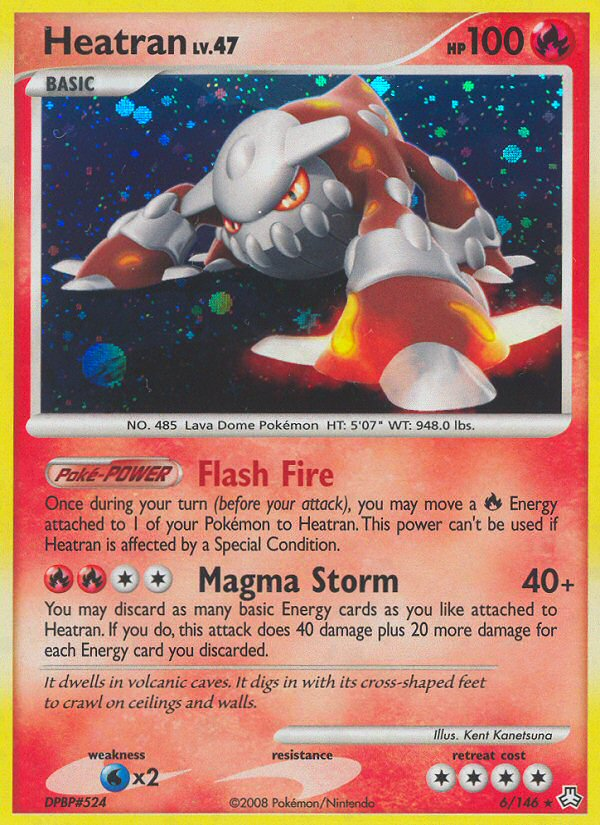 Heatran LV.47
HP 100
BASIC
NO. 485 Lava Dome Pokémon HT: 5'07" WT: 948.0 lbs.
Poké-POWER Flash Fire
Once during your turn (before your attack), you may move a Energy
attached to 1 of your Pokémon to Heatran. This power can't be used if
Heatran is affected by a Special Condition.
Magma Storm 40+
You may discard as many basic Energy cards as you like attached to
Heatran. If you do, this attack does 40 damage plus 20 more damage for
each Energy card you discarded.
It dwells in volcanic caves. It digs in with its cross-shaped feet
to crawl on ceilings and walls.
Illus. Kent Kanetsuna
weakness resistance retreat cost
x2
DPBP#524 ©2008 Pokémon/Nintendo 6/146 ★